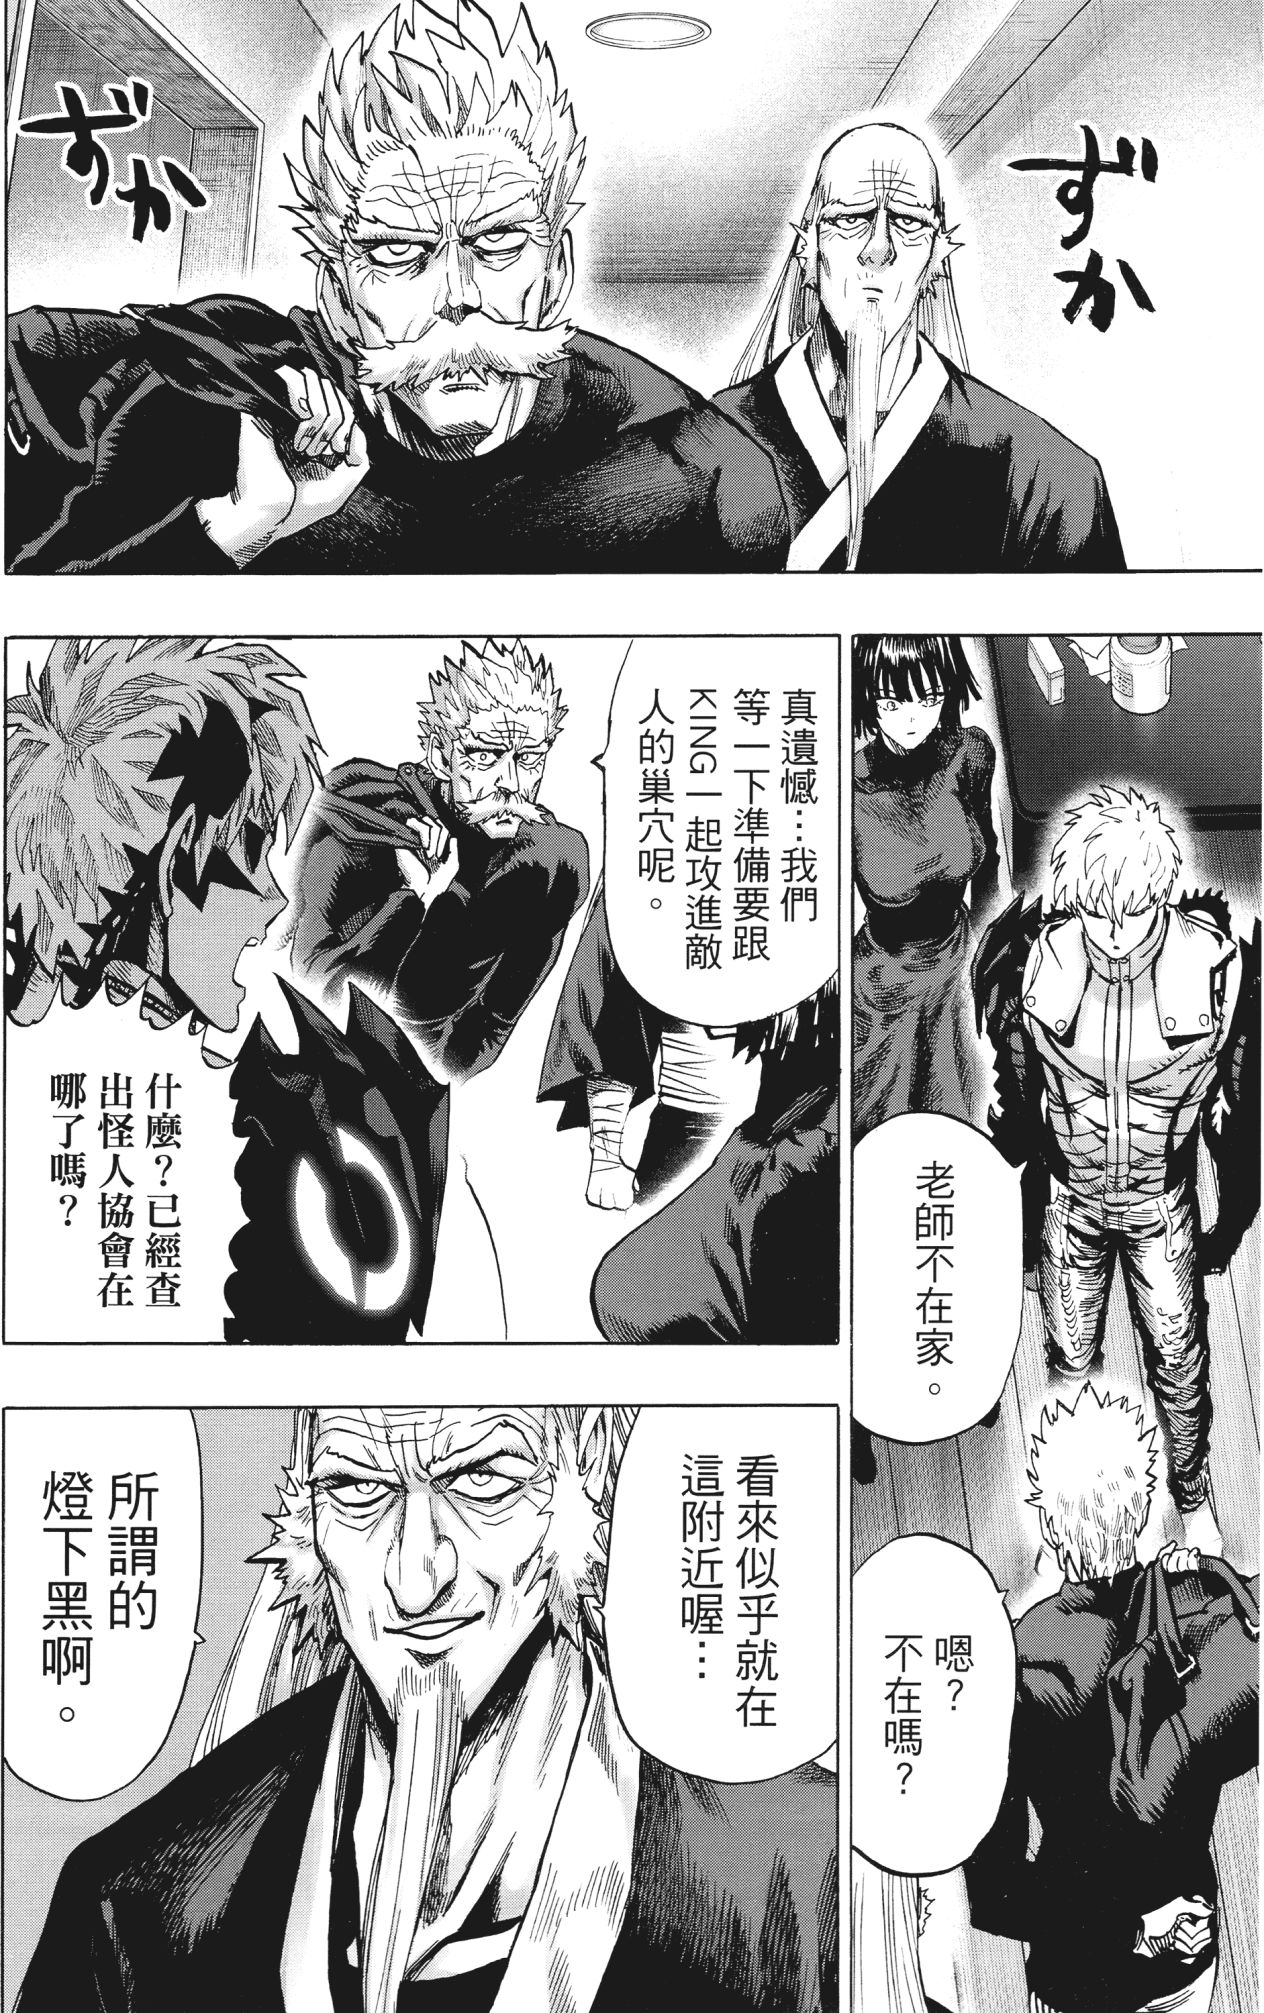 ずか
ずか
老師不在家。
嗯？
不在嗎？
真遺憾…我們
等一下準備要跟
KING一起攻進敵
人的巢穴呢。
什麼？已經查
出怪人協會在
哪了嗎？
看來似乎就在
這附近喔…
所謂的
燈下黑啊。